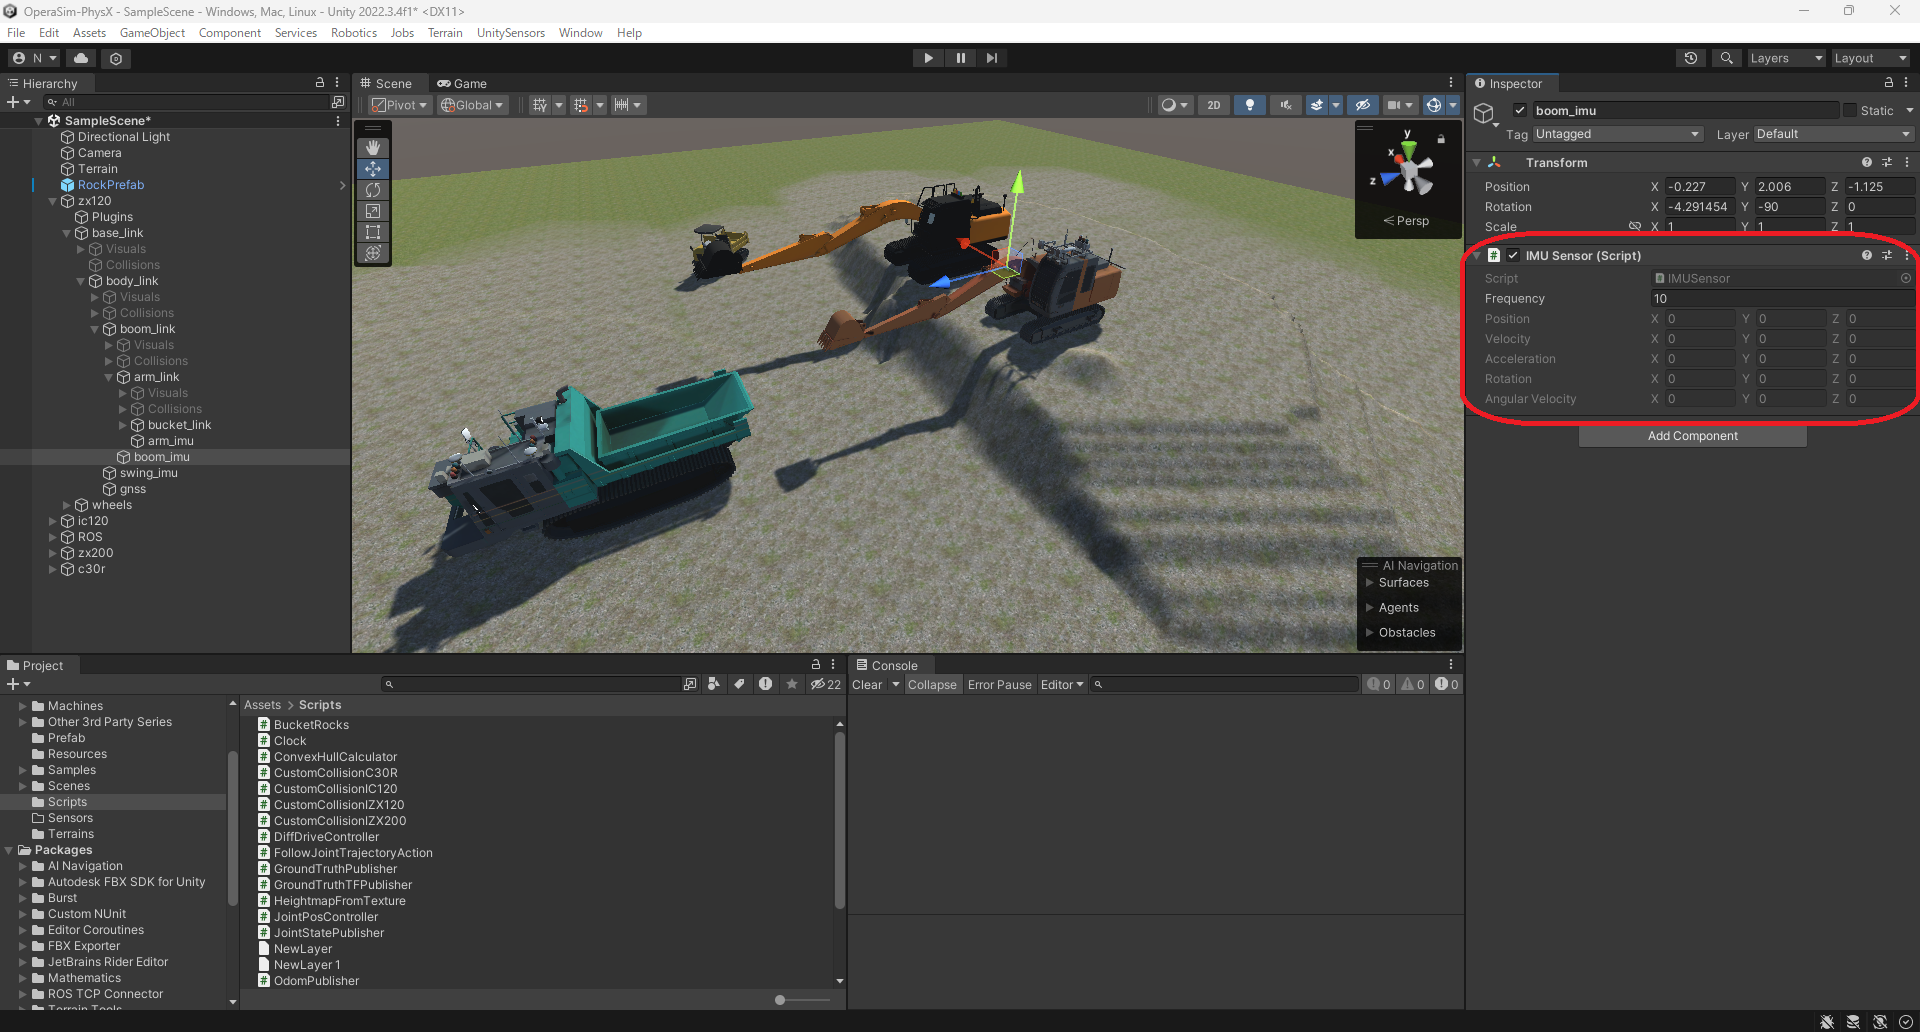 OperaSim-PhysX - SampleScene - Windows, Mac, Linux - Unity 2022.3.4f1* <DX11>
File Edit Assets GameObject Component Services Robotics Jobs Terrain UnitySensors Window Help
N
Layers Layout
Hierarchy
All
SampleScene*
Directional Light
Camera
Terrain
RockPrefab
zx120
Plugins
base_link
Visuals
Collisions
body_link
Visuals
Collisions
boom_link
Visuals
Collisions
arm_link
Visuals
Collisions
bucket_link
arm_imu
boom_imu
swing_imu
gnss
wheels
ic120
ROS
zx200
c30r
Scene Game
Pivot Global
2D
y
x
z
Persp
AI Navigation
Surfaces
Agents
Obstacles
Inspector
boom_imu Static
Tag Untagged Layer Default
Transform
Position X -0.227 Y 2.006 Z -1.125
Rotation X -4.291454 Y -90 Z 0
Scale X 1 Y 1 Z 1
# IMU Sensor (Script)
Script IMUSensor
Frequency 10
Position X 0 Y 0 Z 0
Velocity X 0 Y 0 Z 0
Acceleration X 0 Y 0 Z 0
Rotation X 0 Y 0 Z 0
Angular Velocity X 0 Y 0 Z 0
Add Component
Project
22
Machines
Other 3rd Party Series
Prefab
Resources
Samples
Scenes
Scripts
Sensors
Terrains
Packages
AI Navigation
Autodesk FBX SDK for Unity
Burst
Custom NUnit
Editor Coroutines
FBX Exporter
JetBrains Rider Editor
Mathematics
ROS TCP Connector
Terrain Tools
Assets > Scripts
# BucketRocks
# Clock
# ConvexHullCalculator
# CustomCollisionC30R
# CustomCollisionIC120
# CustomCollisionIZX120
# CustomCollisionIZX200
# DiffDriveController
# FollowJointTrajectoryAction
# GroundTruthPublisher
# GroundTruthTFPublisher
# HeightmapFromTexture
# JointPosController
# JointStatePublisher
NewLayer
NewLayer 1
# OdomPublisher
Console
Clear Collapse Error Pause Editor
0 0 0